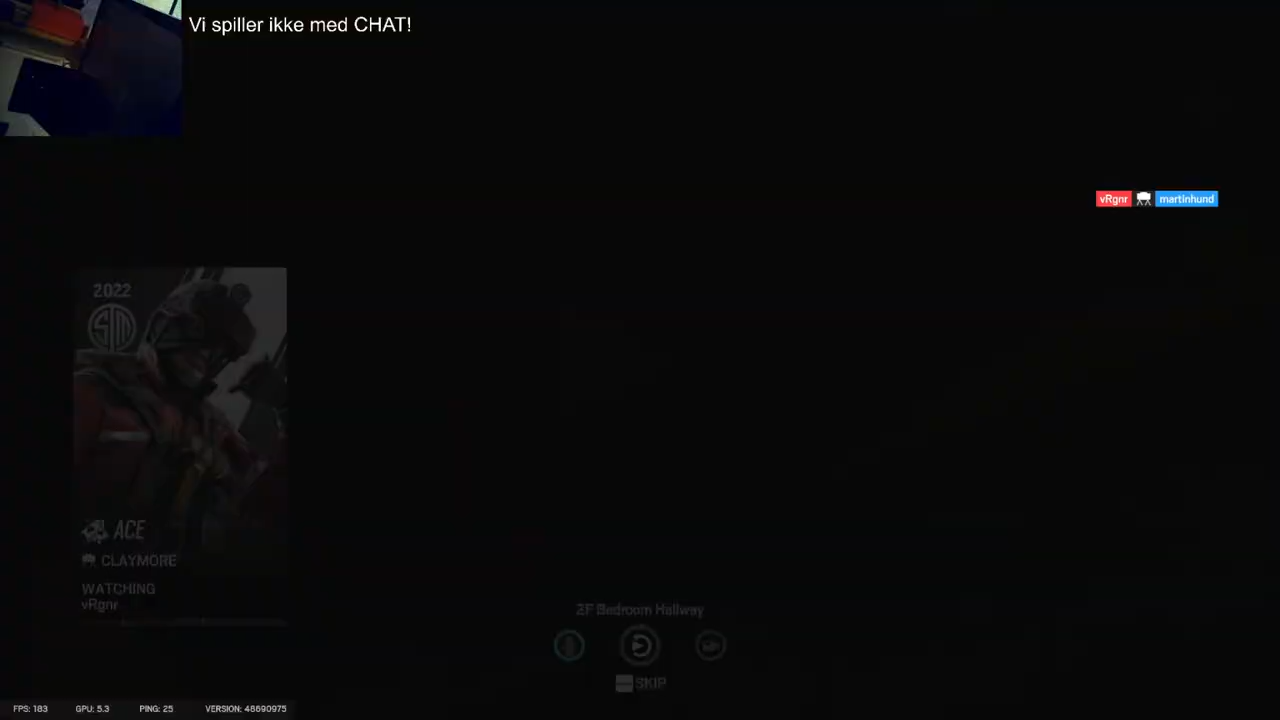 Vi spiller ikke med CHAT!
vRgnr martinhund
2022
ACE
CLAYMORE
WATCHING
vRgnr
2F Bedroom Hallway
SKIP
FPS: 183 GPU: 5.3 PING: 25 VERSION: 48690975